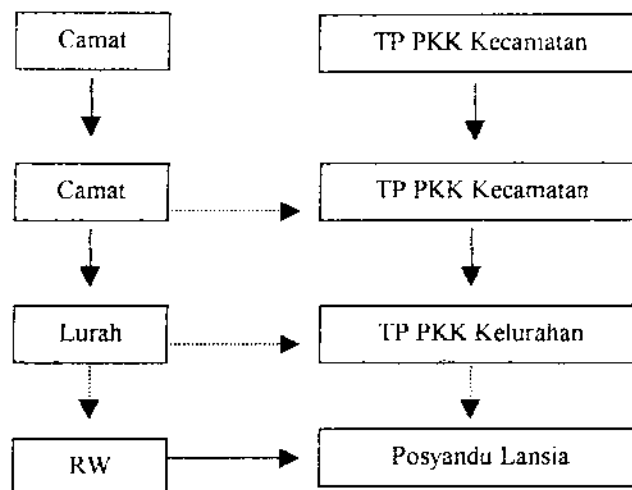 Camat
TP PKK Kecamatan
Camat
TP PKK Kecamatan
Lurah
TP PKK Kelurahan
RW
Posyandu Lansia